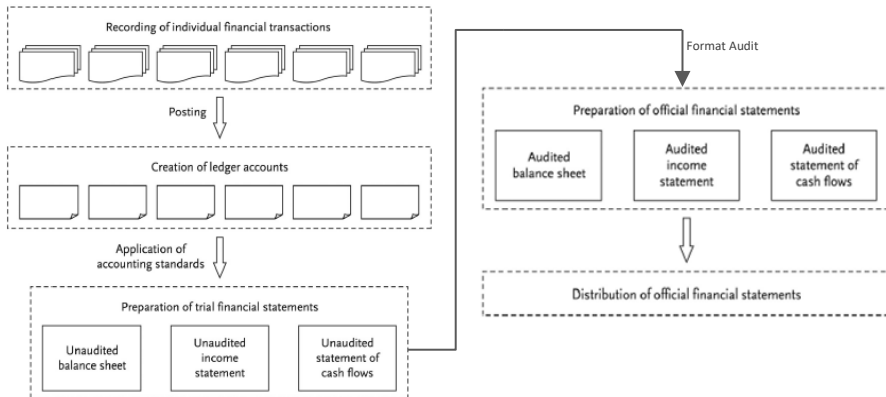 Recording of individual financial transactions
Posting
Creation of ledger accounts
Application of
accounting standards
Preparation of trial financial statements
Unaudited
balance sheet
Unaudited
income
statement
Unaudited
statement of
cash flows
Format Audit
Preparation of official financial statements
Audited
balance sheet
Audited
income
statement
Audited
statement of
cash flows
Distribution of official financial statements